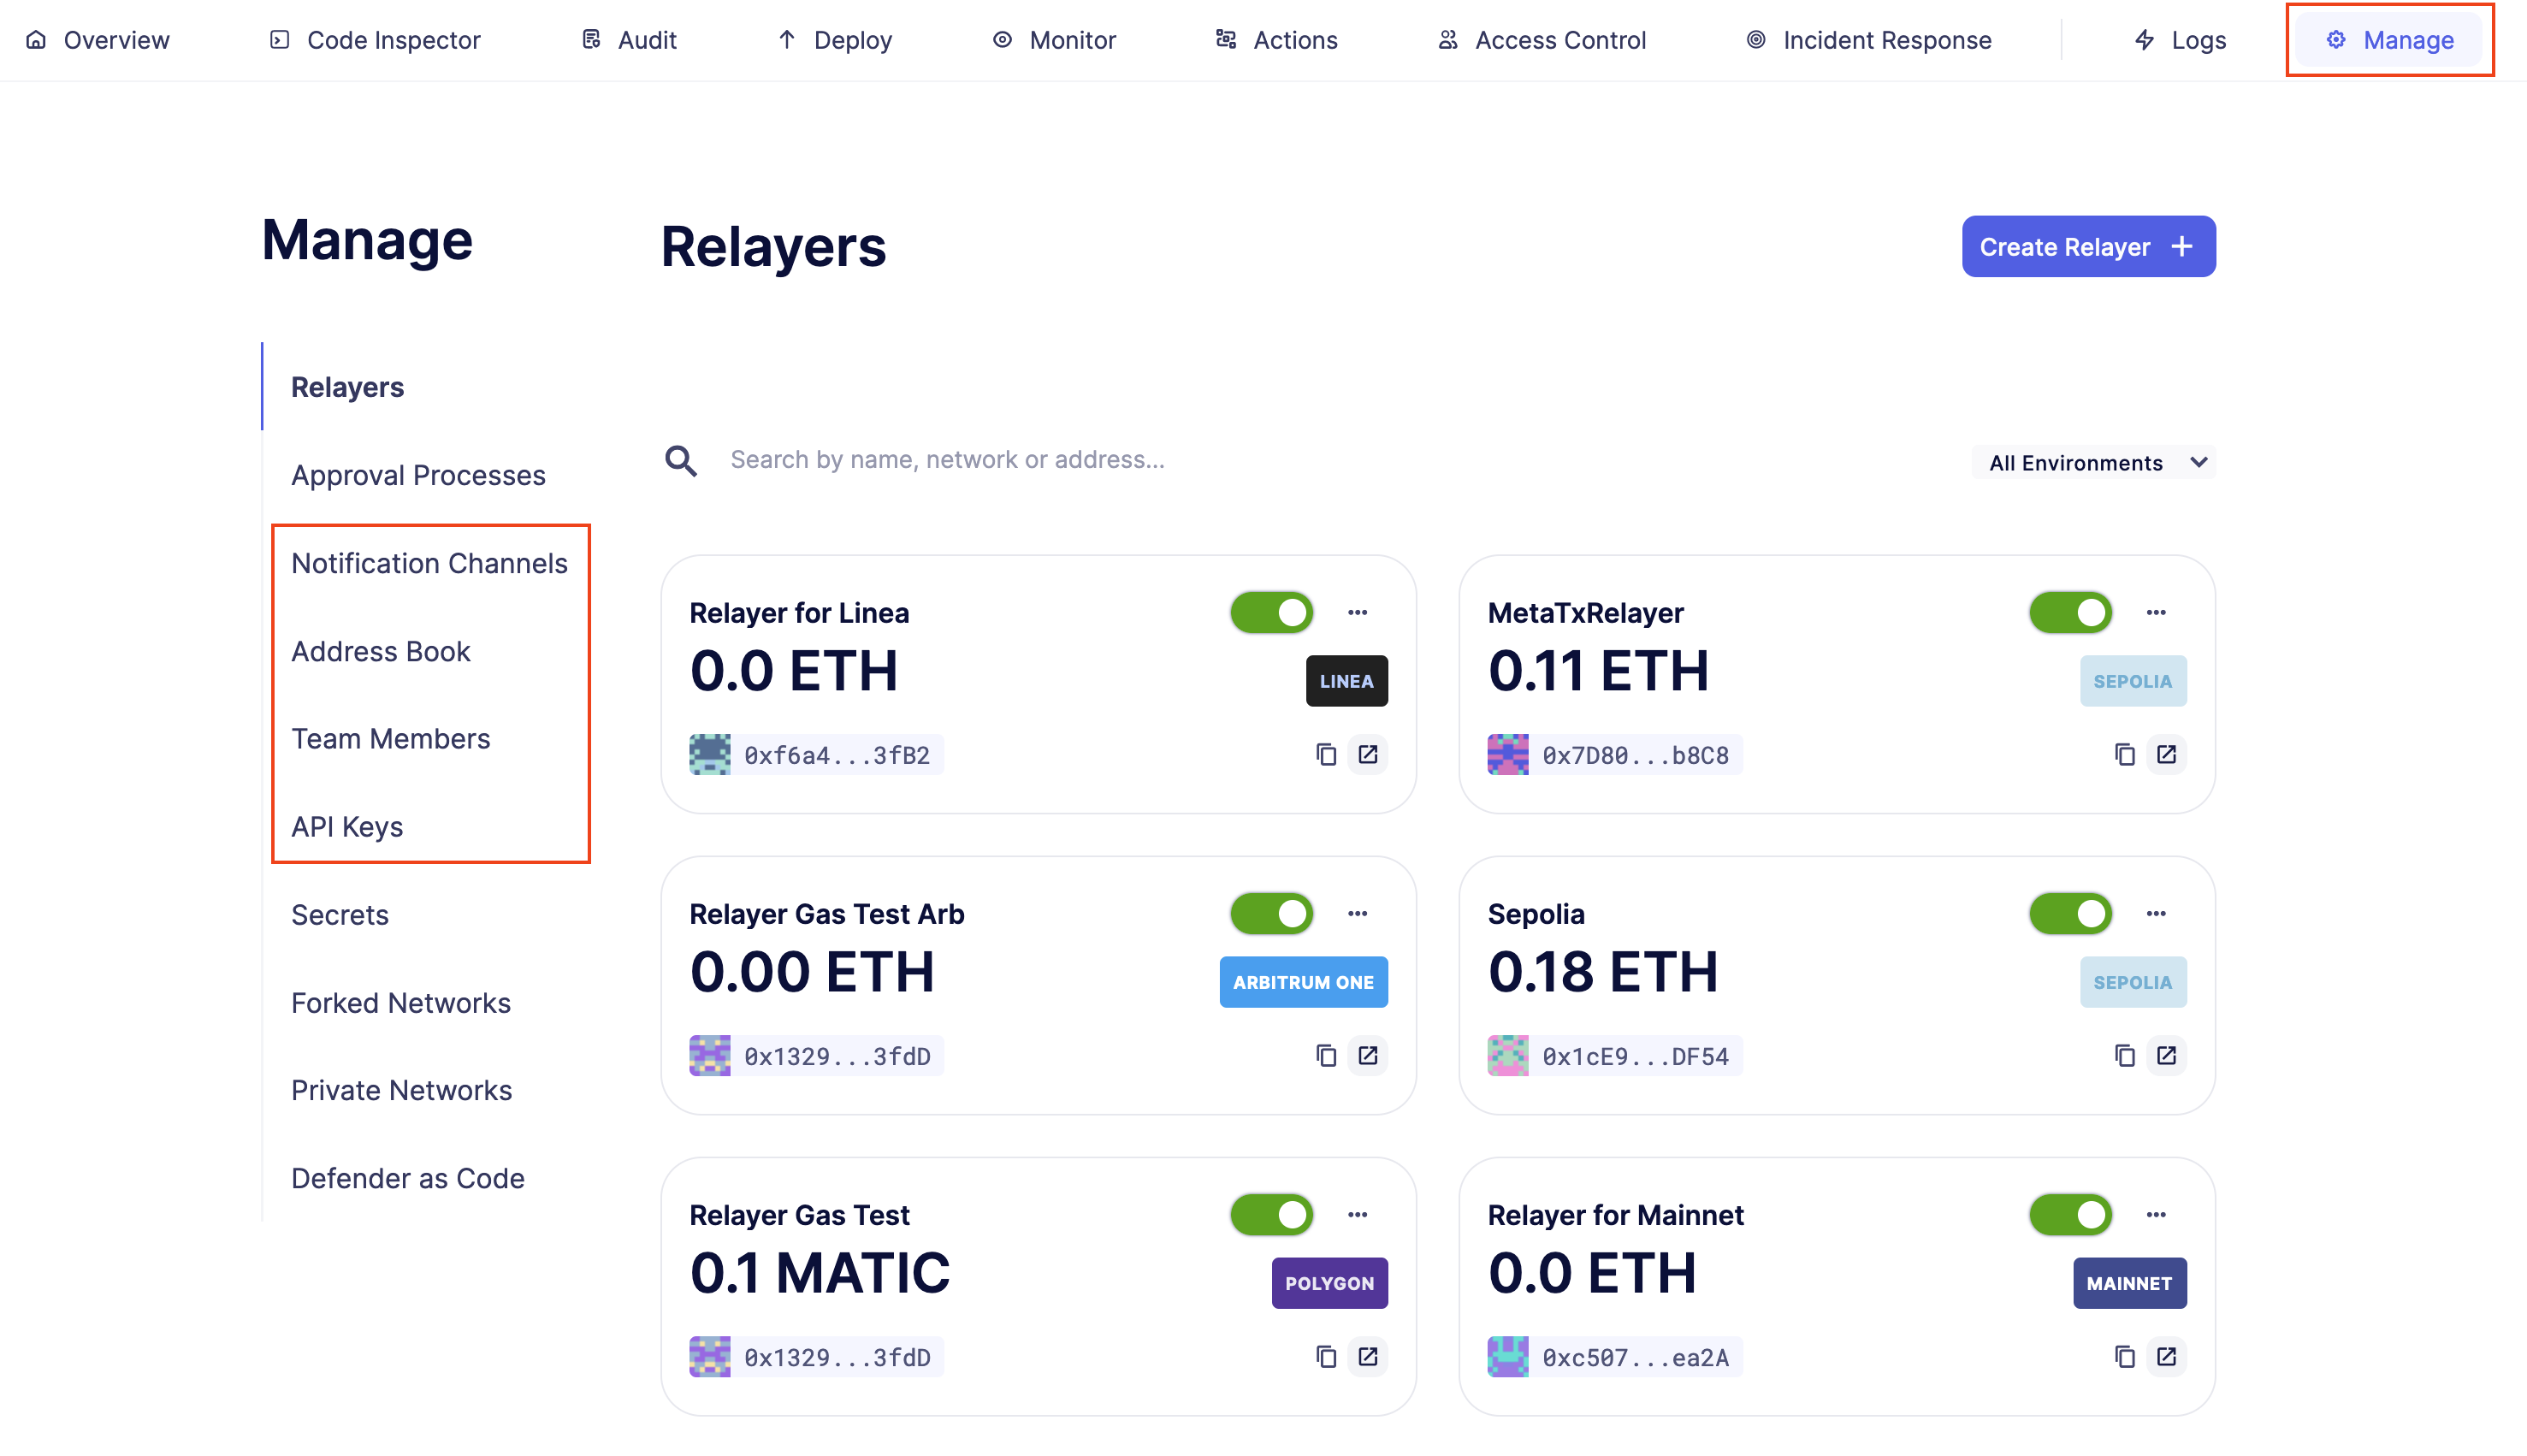 Overview
Code Inspector
Audit
Deploy
Monitor
Actions
Access Control
Incident Response
Logs
Manage
Manage
Relayers
Approval Processes
Notification Channels
Address Book
Team Members
API Keys
Secrets
Forked Networks
Private Networks
Defender as Code
Relayers
Create Relayer +
Search by name, network or address...
All Environments
Relayer for Linea
0.0 ETH
LINEA
0xf6a4...3fB2
MetaTxRelayer
0.11 ETH
SEPOLIA
0x7D80...b8C8
Relayer Gas Test Arb
0.00 ETH
ARBITRUM ONE
0x1329...3fdD
Sepolia
0.18 ETH
SEPOLIA
0x1cE9...DF54
Relayer Gas Test
0.1 MATIC
POLYGON
0x1329...3fdD
Relayer for Mainnet
0.0 ETH
MAINNET
0xc507...ea2A